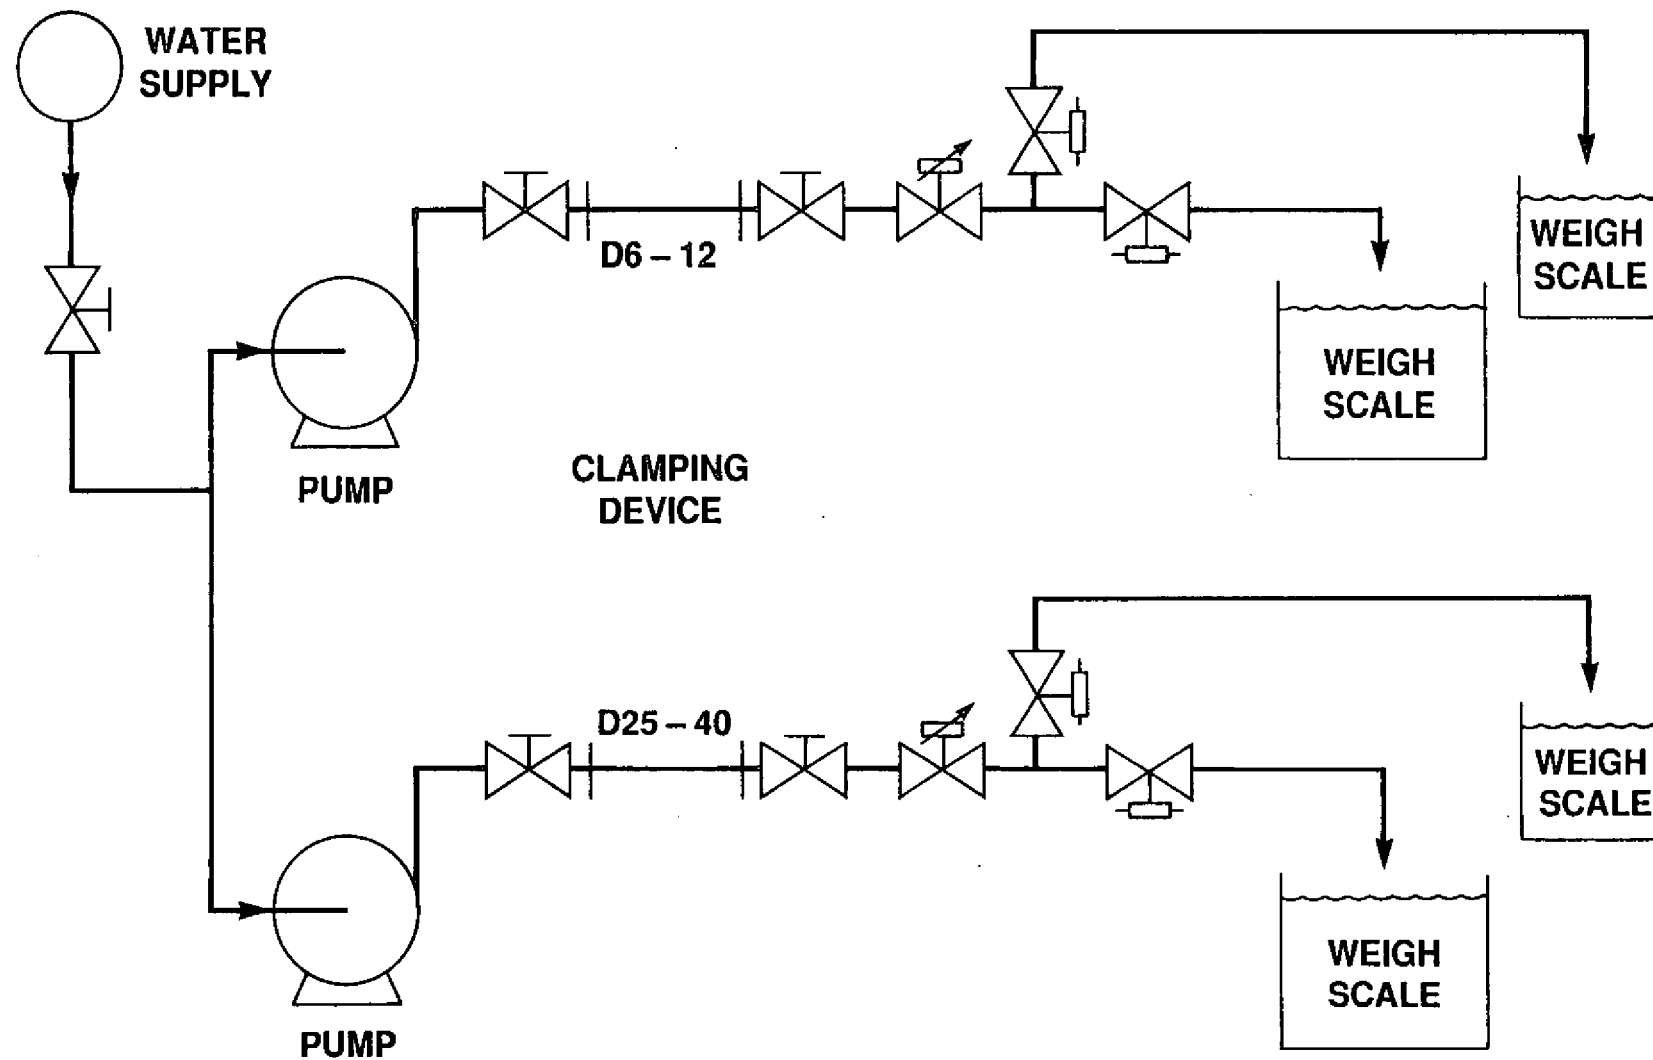 WATER
SUPPLY
D6 – 12
WEIGH
SCALE
WEIGH
SCALE
PUMP
CLAMPING
DEVICE
D25 – 40
WEIGH
SCALE
WEIGH
SCALE
PUMP